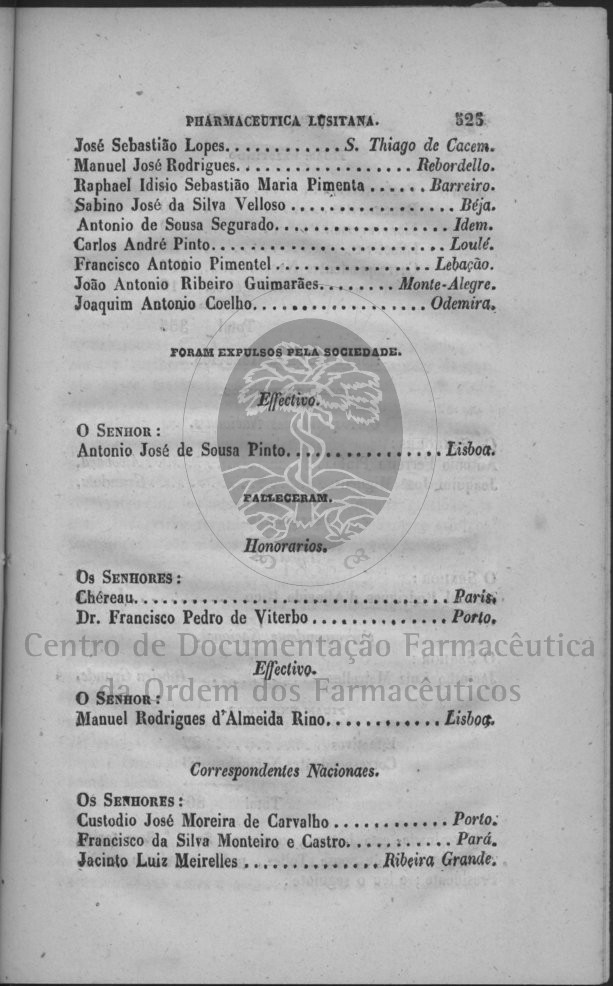 PHARMACEUTICA LUSITANA. 525
José Sebastião Lopes............S. Thiago de Cacem.
Manuel José Rodrigues..................Rebordello.
Raphael Idisio Sebastião Maria Pimenta......Barreiro.
Sabino José da Silva Velloso.................Béja.
Antonio de Sousa Segurado..................Idem.
Carlos André Pinto........................Loulé.
Francisco Antonio Pimentel................Lebação.
João Antonio Ribeiro Guimarães........Monte-Alegre.
Joaquim Antonio Coelho..................Odemira.
FORAM EXPULSOS PELA SOCIEDADE.
Effectivo.
O SENHOR:
Antonio José de Sousa Pinto.................Lisboa.
FALLECERAM.
Honorarios.
Os SENHORES:
Chéreau.................................Paris.
Dr. Francisco Pedro de Viterbo..............Porto.
Centro de Documentação Farmacêutica
Effectivo.
da Ordem dos Farmacêuticos
O SENHOR:
Manuel Rodrigues d'Almeida Rino............Lisboa.
Correspondentes Nacionaes.
Os SENHORES:
Custodio José Moreira de Carvalho............Porto.
Francisco da Silva Monteiro e Castro...........Pará.
Jacinto Luiz Meirelles..............Ribeira Grande.